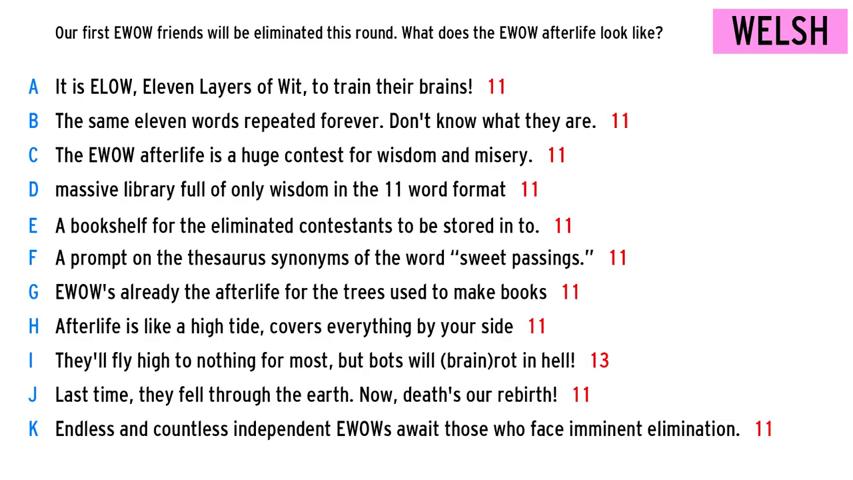 Our first EWOW friends will be eliminated this round. What does the EWOW afterlife look like?
WELSH
A It is ELOW, Eleven Layers of Wit, to train their brains! 11
B The same eleven words repeated forever. Don't know what they are. 11
C The EWOW afterlife is a huge contest for wisdom and misery. 11
D massive library full of only wisdom in the 11 word format 11
E A bookshelf for the eliminated contestants to be stored in to. 11
F A prompt on the thesaurus synonyms of the word “sweet passings.” 11
G EWOW's already the afterlife for the trees used to make books 11
H Afterlife is like a high tide, covers everything by your side 11
I They'll fly high to nothing for most, but bots will (brain)rot in hell! 13
J Last time, they fell through the earth. Now, death's our rebirth! 11
K Endless and countless independent EWOWs await those who face imminent elimination. 11